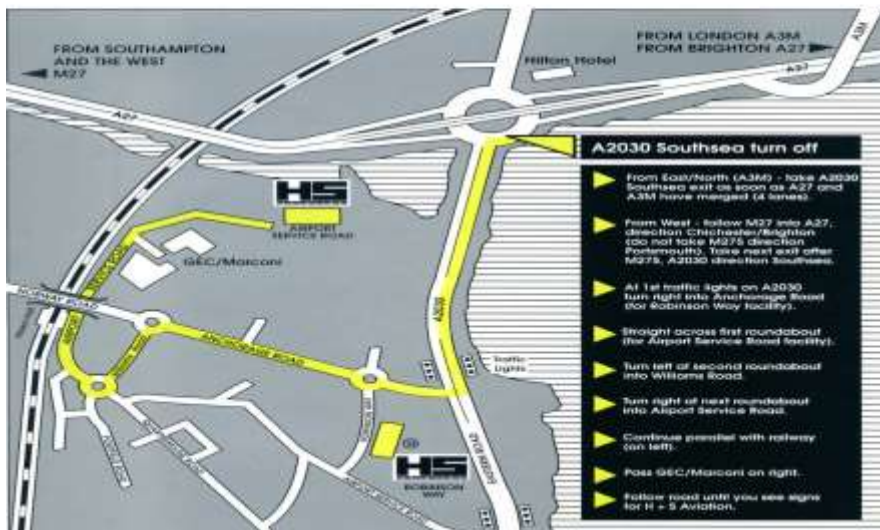 FROM SOUTHAMPTON
AND THE WEST
M27
FROM LONDON A3M
FROM BRIGHTON A27
A3M
Hilton Hotel
A27
A27
A2030 Southsea turn off
From East/North (A3M) - take A2030
Southsea exit as soon as A27 and
A3M have merged (4 lanes).
From West - follow M27 into A27,
direction Chichester/Brighton
(do not take M275 direction
Portsmouth). Take next exit after
M275, A2030 direction Southsea.
At 1st traffic lights on A2030
turn right into Anchorage Road
(for Robinson Way facility).
Straight across first roundabout
(for Airport Service Road facility).
Turn left at second roundabout
into Williams Road.
Turn right at next roundabout
into Airport Service Road.
Continue parallel with railway
(on left).
Pass GEC/Marconi on right.
Follow road until you see signs
for H + S Aviation.
HS
AIRPORT
SERVICE ROAD
GEC/Marconi
NORWAY ROAD
ANCHORAGE ROAD
A2030
Traffic
Lights
AIRPORT
HS
ROBINSON
WAY